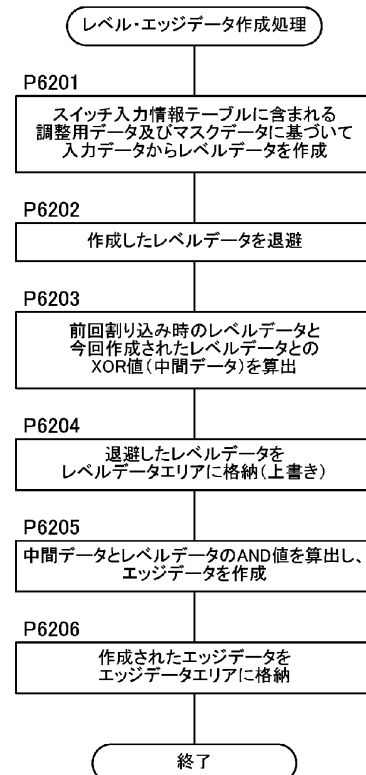 レベル・エッジデータ作成処理
P6201
スイッチ入力情報テーブルに含まれる
調整用データ及びマスクデータに基づいて
入力データからレベルデータを作成
P6202
作成したレベルデータを退避
P6203
前回割り込み時のレベルデータと
今回作成されたレベルデータとの
XOR値(中間データ)を算出
P6204
退避したレベルデータを
レベルデータエリアに格納(上書き)
P6205
中間データとレベルデータのAND値を算出し、
エッジデータを作成
P6206
作成されたエッジデータを
エッジデータエリアに格納
終了